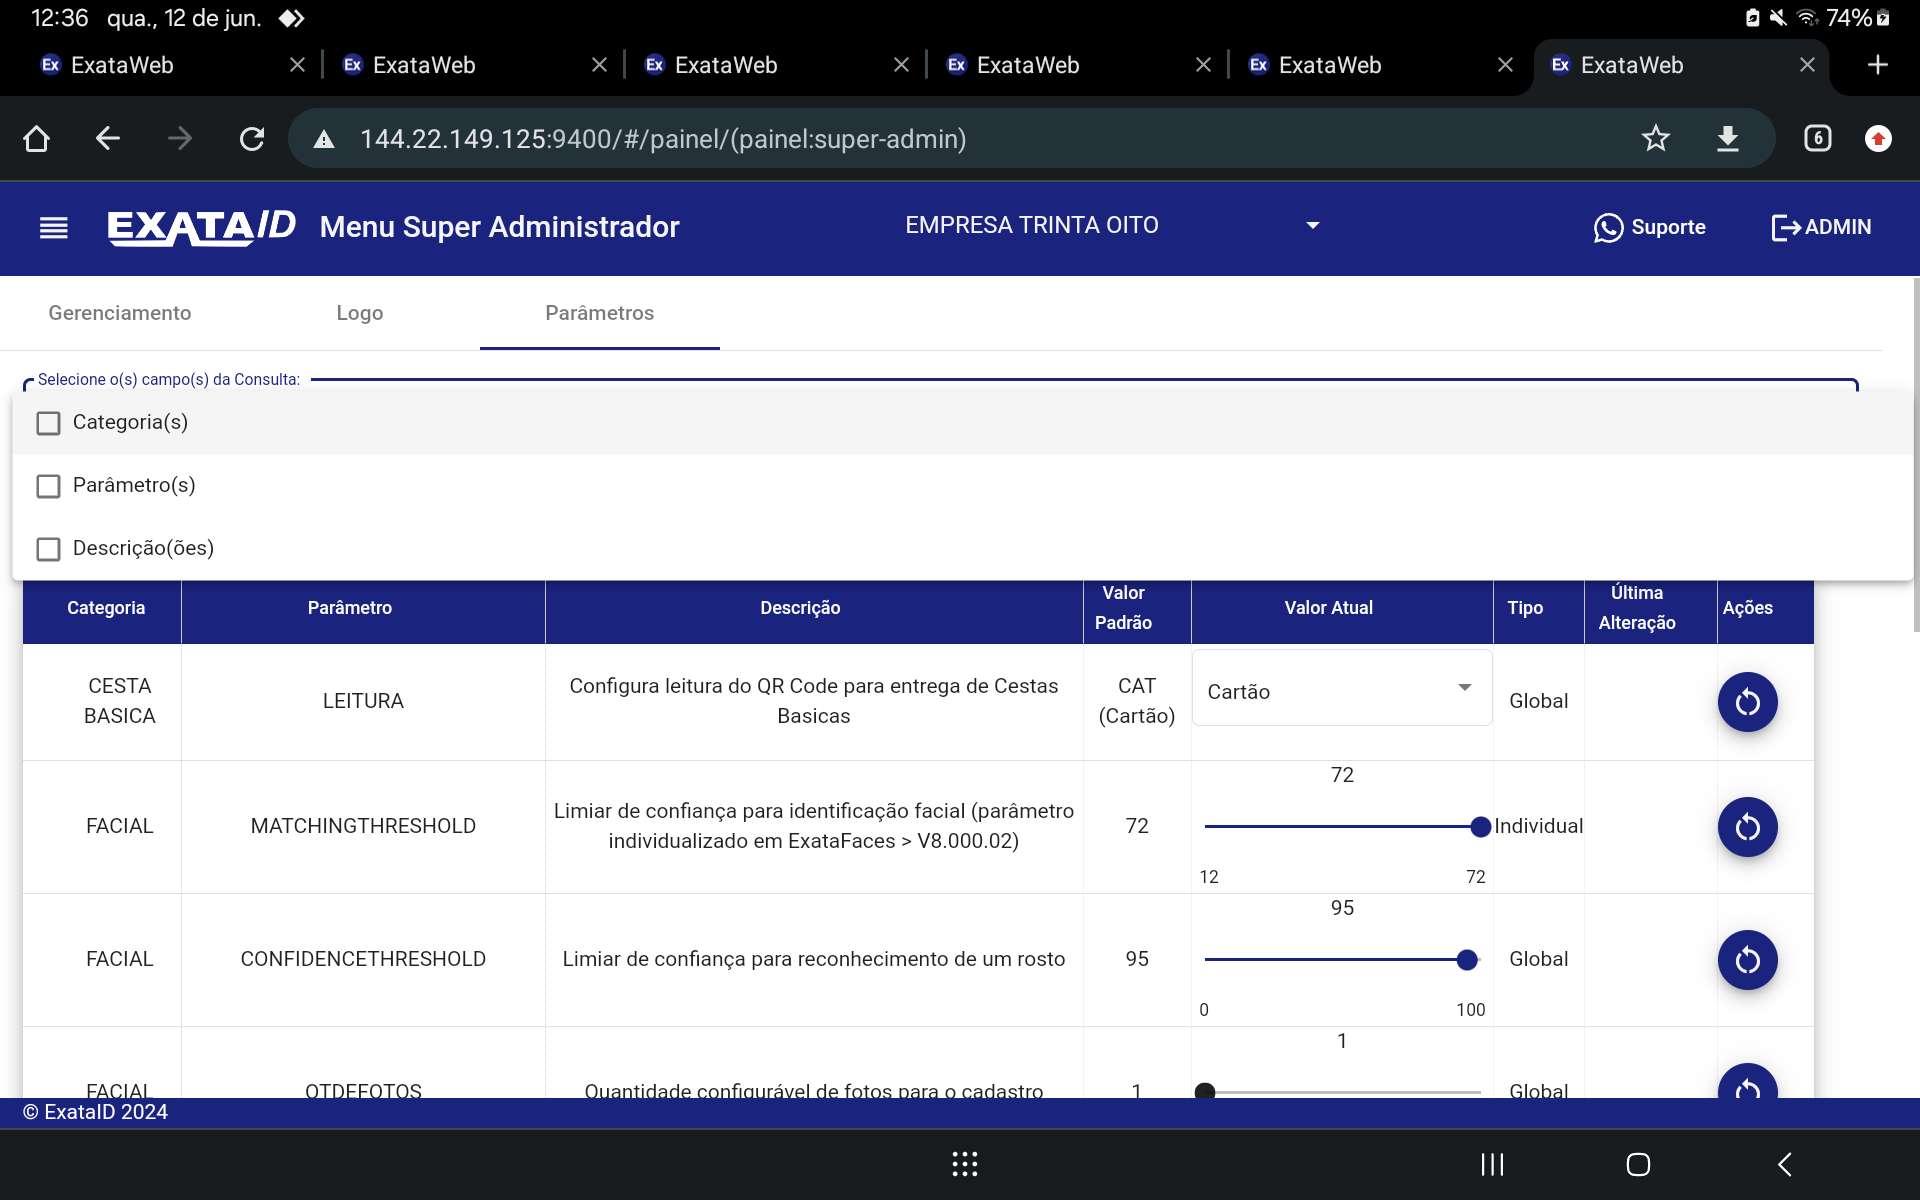 12:36 qua., 12 de jun. 74%
Ex ExataWeb Ex ExataWeb Ex ExataWeb Ex ExataWeb Ex ExataWeb Ex ExataWeb
144.22.149.125:9400/#/painel/(painel:super-admin) 6
EXATAID Menu Super Administrador EMPRESA TRINTA OITO Suporte ADMIN
Gerenciamento Logo Parâmetros
Selecione o(s) campo(s) da Consulta:
Categoria(s)
Parâmetro(s)
Descrição(ões)
Categoria Parâmetro Descrição Valor Padrão Valor Atual Tipo Última Alteração Ações
CESTA BASICA LEITURA Configura leitura do QR Code para entrega de Cestas Basicas CAT (Cartão) Cartão Global
72
FACIAL MATCHINGTHRESHOLD Limiar de confiança para identificação facial (parâmetro individualizado em ExataFaces > V8.000.02) 72 Individual
12 72
95
FACIAL CONFIDENCETHRESHOLD Limiar de confiança para reconhecimento de um rosto 95 Global
0 100
1
FACIAL QTDEFOTOS Quantidade configurável de fotos para o cadastro 1 Global
© ExataID 2024